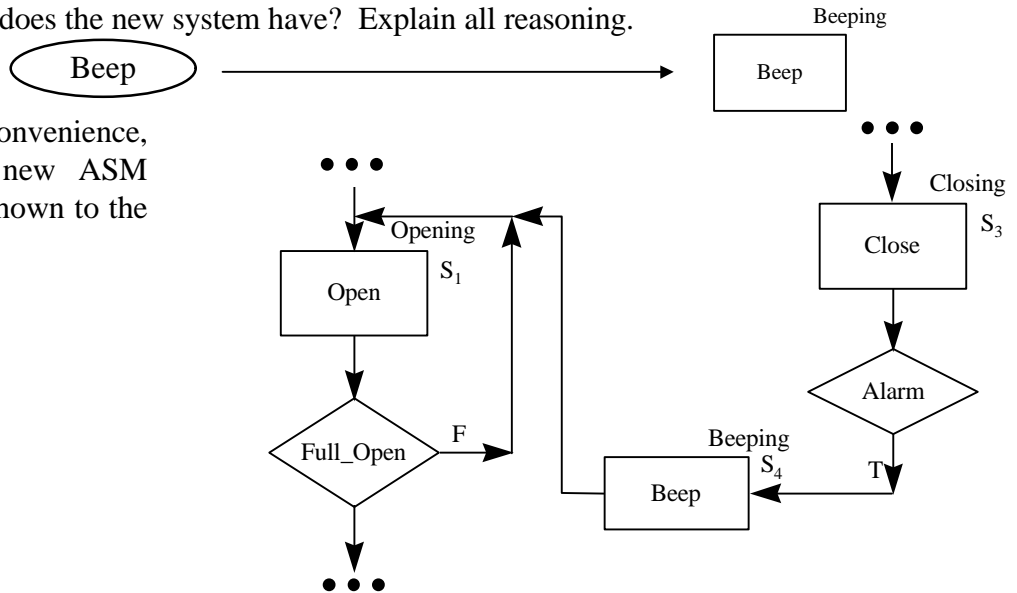 does the new system have? Explain all reasoning.
Beeping
Beep
Beep
onvenience,
new ASM
hown to the
Closing
Close
S3
Opening
Open
S1
Alarm
Full_Open
F
Beeping
Beep
S4
T